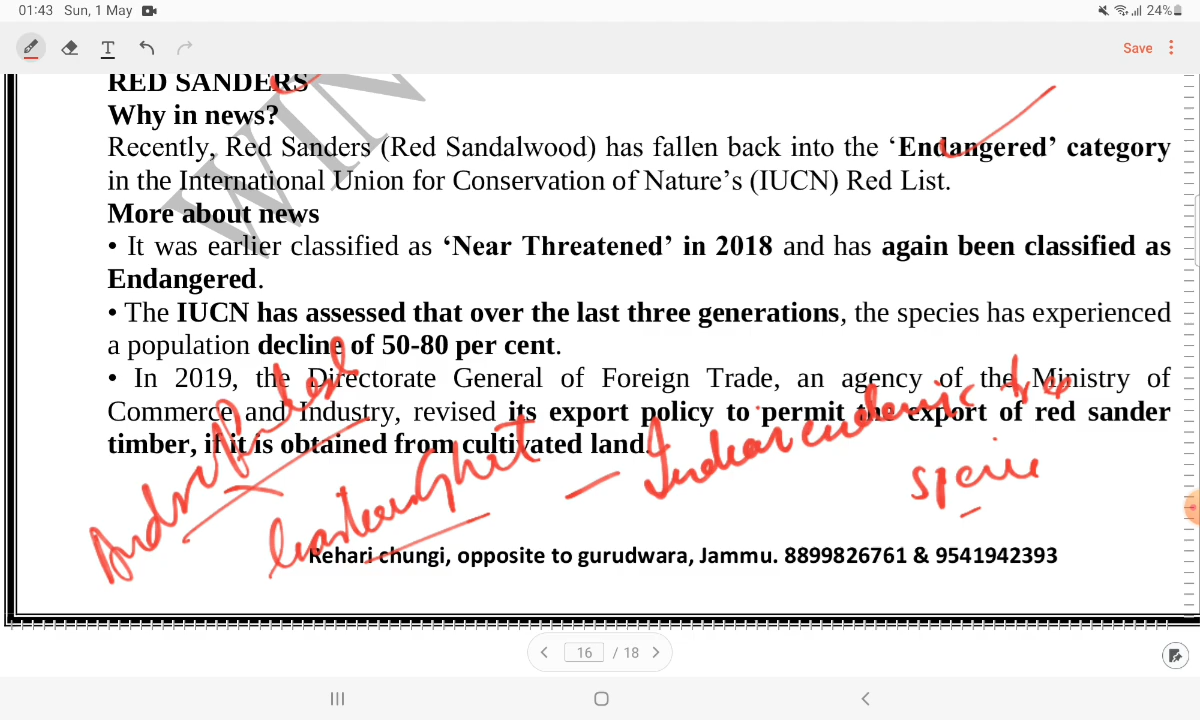 01:43 Sun, 1 May 24%
T Save
RED SANDERS
Why in news?
Recently, Red Sanders (Red Sandalwood) has fallen back into the ‘Endangered’ category
in the International Union for Conservation of Nature’s (IUCN) Red List.
More about news
• It was earlier classified as ‘Near Threatened’ in 2018 and has again been classified as
Endangered.
• The IUCN has assessed that over the last three generations, the species has experienced
a population decline of 50-80 per cent.
• In 2019, the Directorate General of Foreign Trade, an agency of the Ministry of
Commerce and Industry, revised its export policy to permit the export of red sander
timber, if it is obtained from cultivated land.
Andra Pradesh
Eastern Ghat – Indian endemic tree
specie
Rehari chungi, opposite to gurudwara, Jammu. 8899826761 & 9541942393
16 / 18
WIN